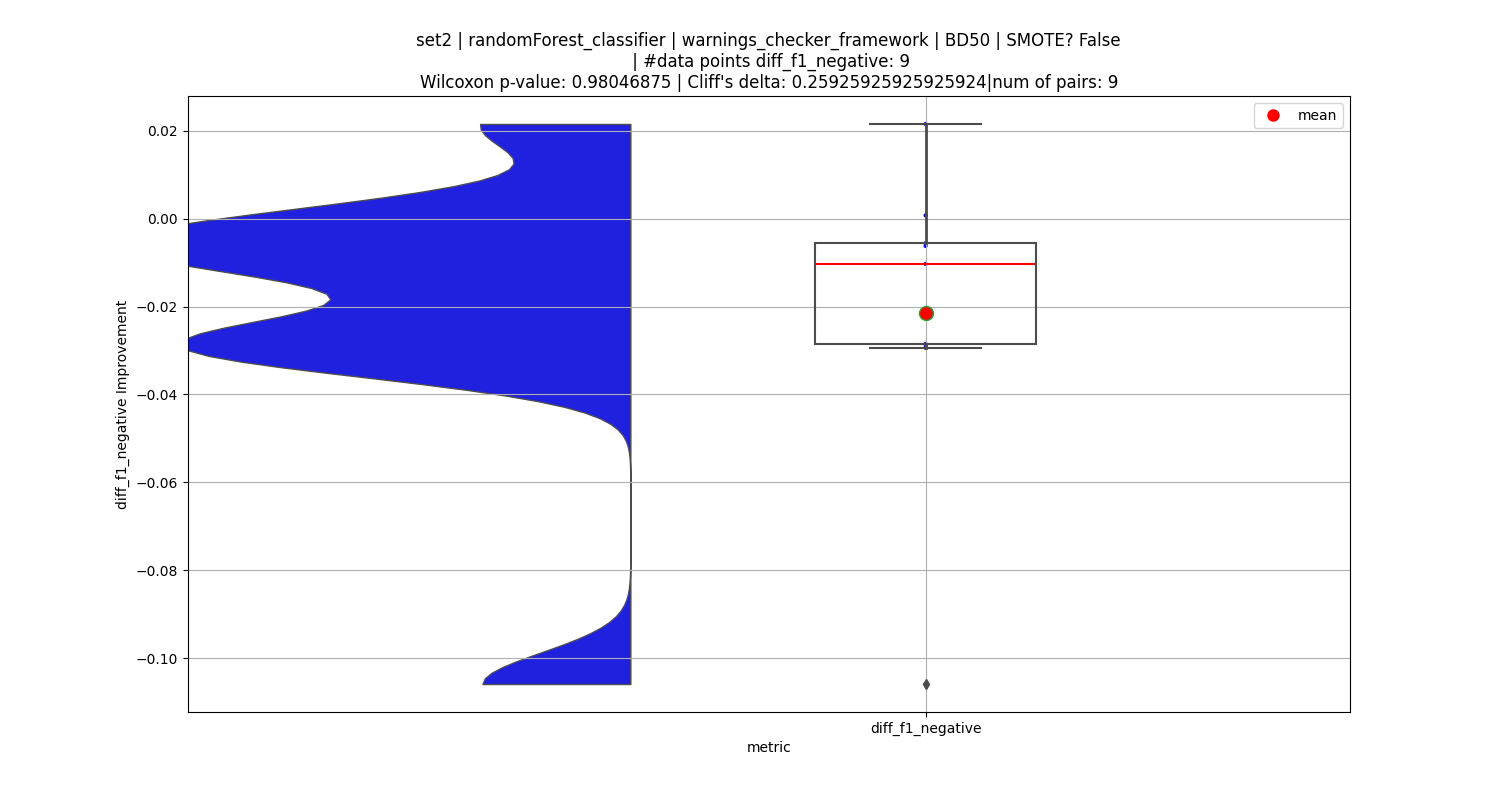 set2 | randomForest_classifier | warnings_checker_framework | BD50 | SMOTE? False
| #data points diff_f1_negative: 9
Wilcoxon p-value: 0.98046875 | Cliff's delta: 0.25925925925925924|num of pairs: 9
mean
0.02
0.00
−0.02
−0.04
−0.06
−0.08
−0.10
diff_f1_negative Improvement
diff_f1_negative
metric